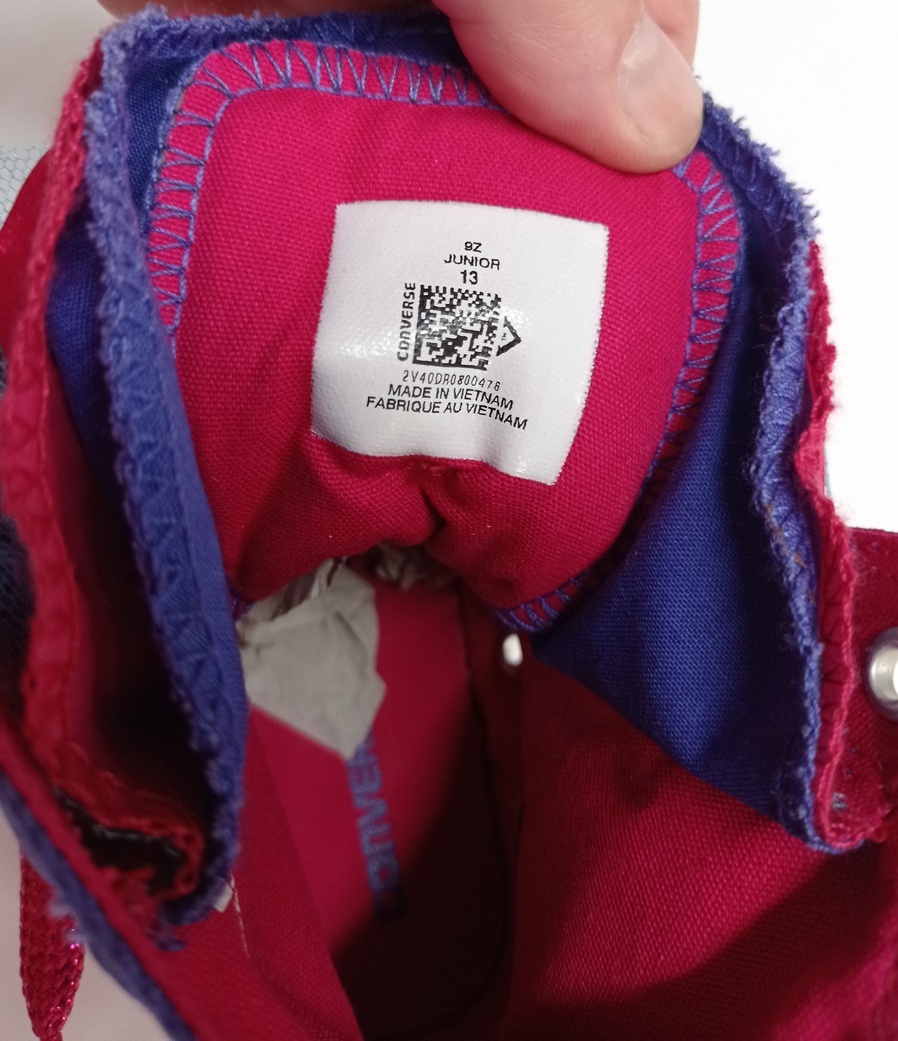 9Z
JUNIOR
13
CONVERSE
2V40DR0800476
MADE IN VIETNAM
FABRIQUE AU VIETNAM